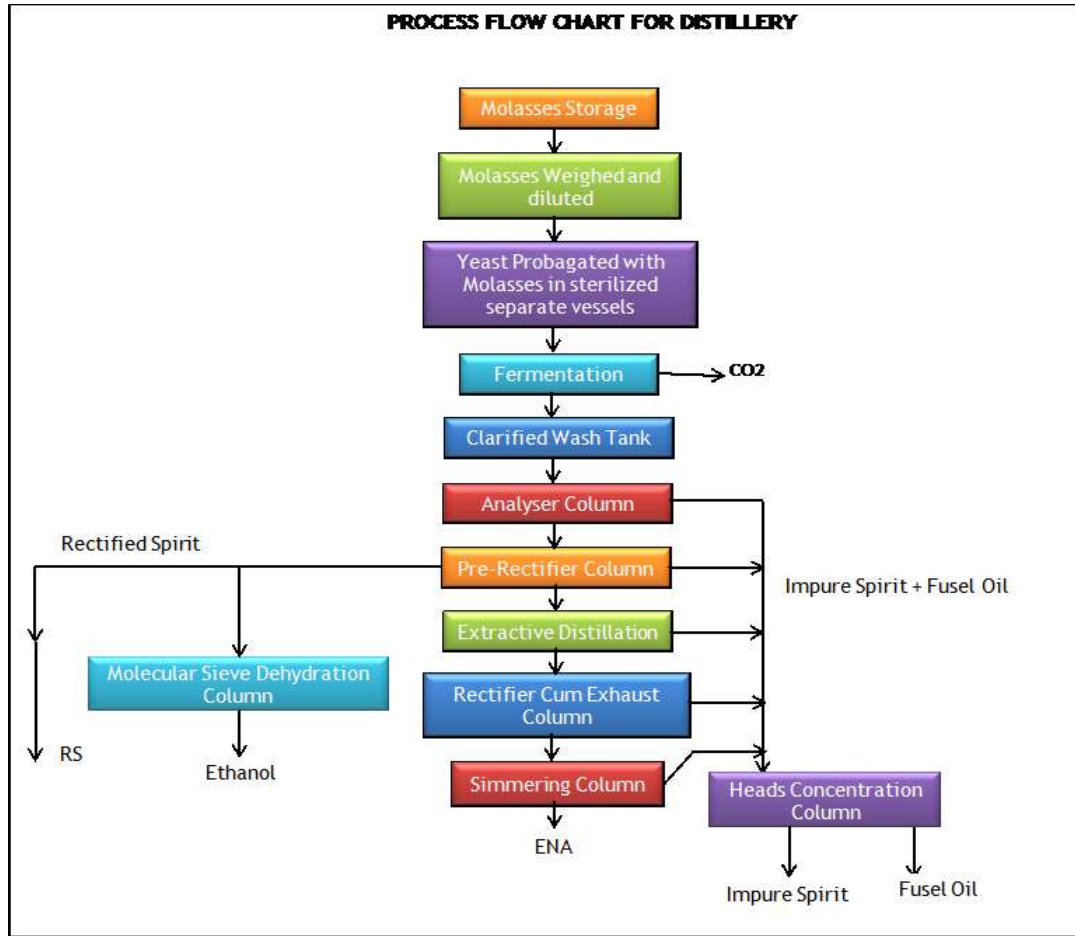 PROCESS FLOW CHART FOR DISTILLERY
Molasses Storage
Molasses Weighed and
diluted
Yeast Probagated with
Molasses in sterilized
separate vessels
Fermentation
CO2
Clarified Wash Tank
Analyser Column
Rectified Spirit
Pre-Rectifier Column
Impure Spirit + Fusel Oil
Extractive Distillation
Molecular Sieve Dehydration
Column
Rectifier Cum Exhaust
Column
RS
Ethanol
Simmering Column
Heads Concentration
Column
ENA
Impure Spirit
Fusel Oil